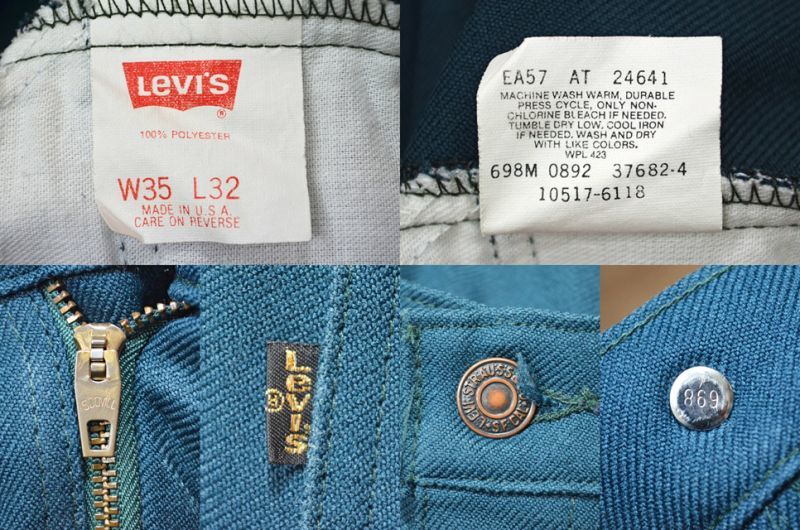 Levi's
®
100% POLYESTER
W35 L32
MADE IN U.S.A.
CARE ON REVERSE
EA57 AT 24641
MACHINE WASH WARM, DURABLE
PRESS CYCLE, ONLY NON-
CHLORINE BLEACH IF NEEDED.
TUMBLE DRY LOW. COOL IRON
IF NEEDED. WASH AND DRY
WITH LIKE COLORS.
WPL 423
698M 0892 37682-4
10517-6118
SCOVILL
Levi's
®
LEVI STRAUSS
S.F. CAL
869